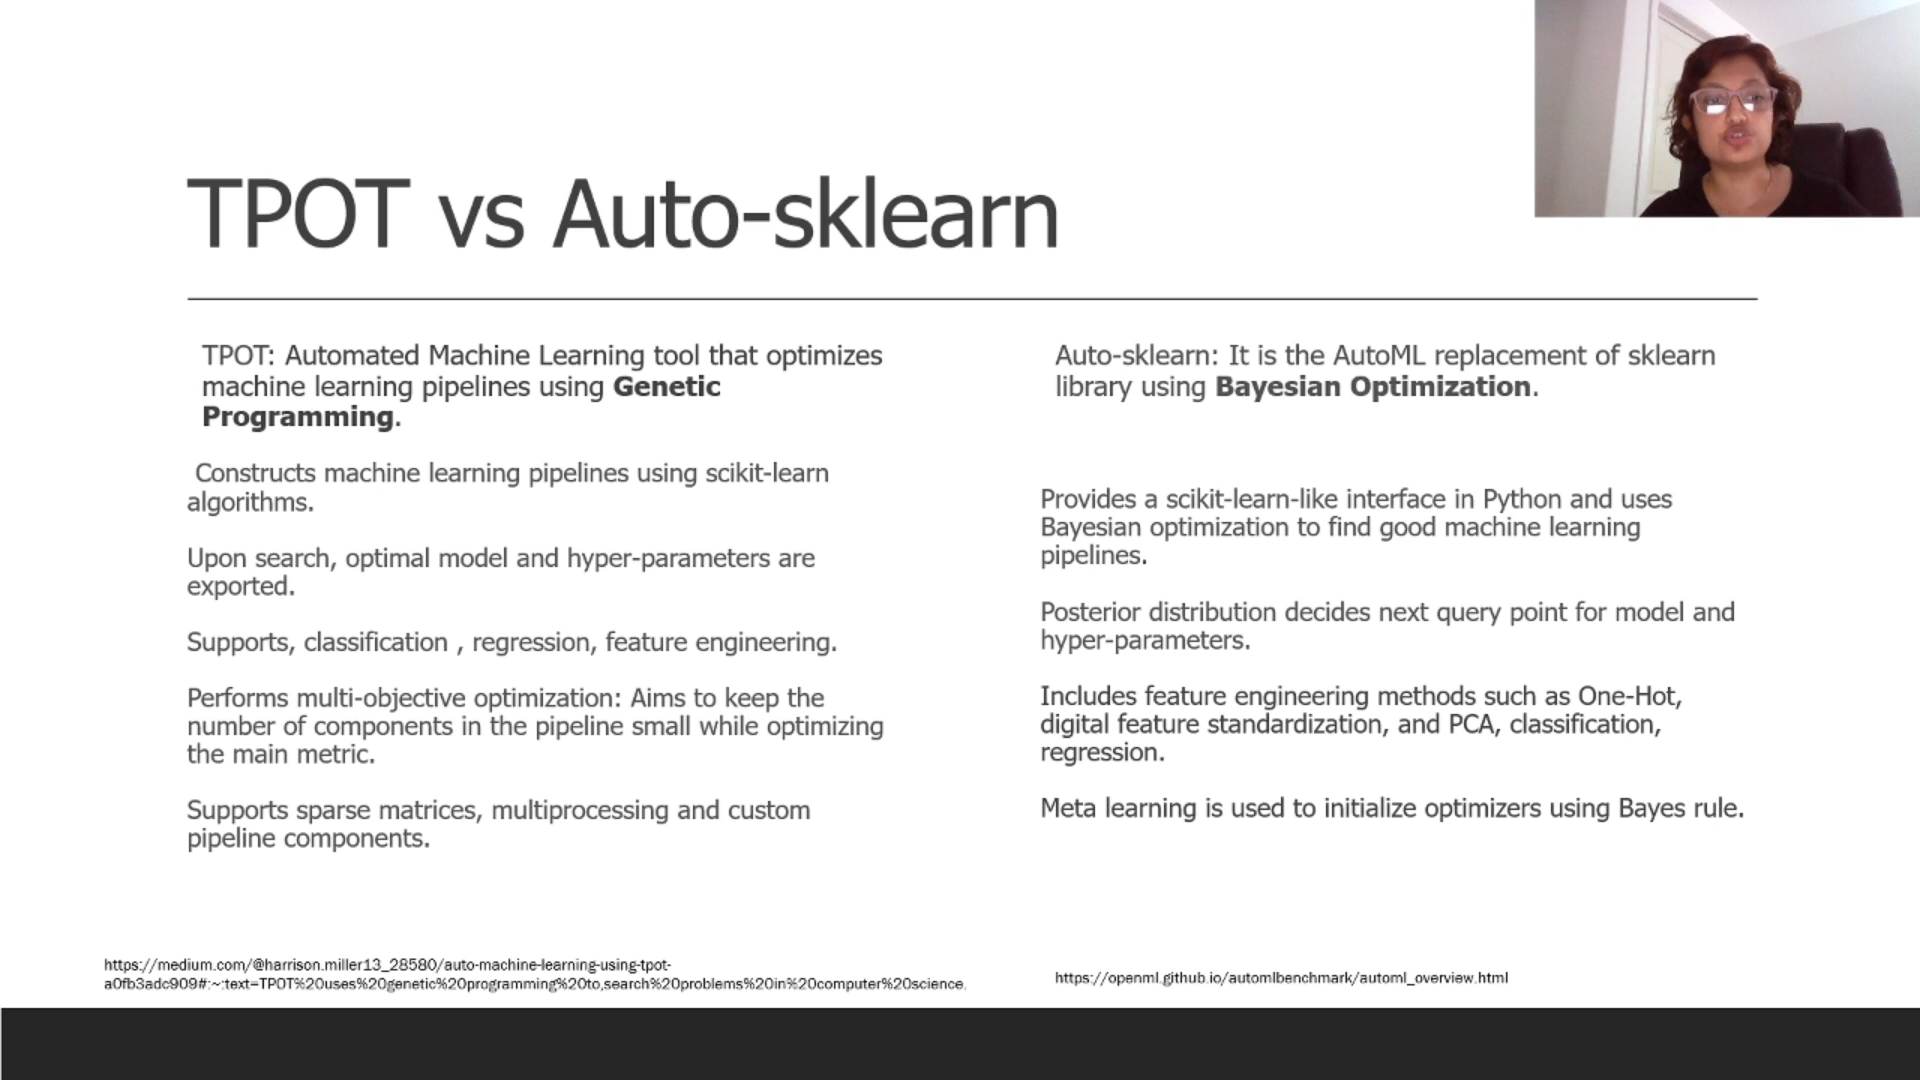 TPOT vs Auto-sklearn
TPOT: Automated Machine Learning tool that optimizes
machine learning pipelines using Genetic
Programming.
Constructs machine learning pipelines using scikit-learn
algorithms.
Upon search, optimal model and hyper-parameters are
exported.
Supports, classification , regression, feature engineering.
Performs multi-objective optimization: Aims to keep the
number of components in the pipeline small while optimizing
the main metric.
Supports sparse matrices, multiprocessing and custom
pipeline components.
https://medium.com/@harrison.miller13_28580/auto-machine-learning-using-tpot-
a0fb3adc909#:~:text=TPOT%20uses%20genetic%20programming%20to,search%20problems%20in%20computer%20science.
Auto-sklearn: It is the AutoML replacement of sklearn
library using Bayesian Optimization.
Provides a scikit-learn-like interface in Python and uses
Bayesian optimization to find good machine learning
pipelines.
Posterior distribution decides next query point for model and
hyper-parameters.
Includes feature engineering methods such as One-Hot,
digital feature standardization, and PCA, classification,
regression.
Meta learning is used to initialize optimizers using Bayes rule.
https://openml.github.io/automlbenchmark/automl_overview.html